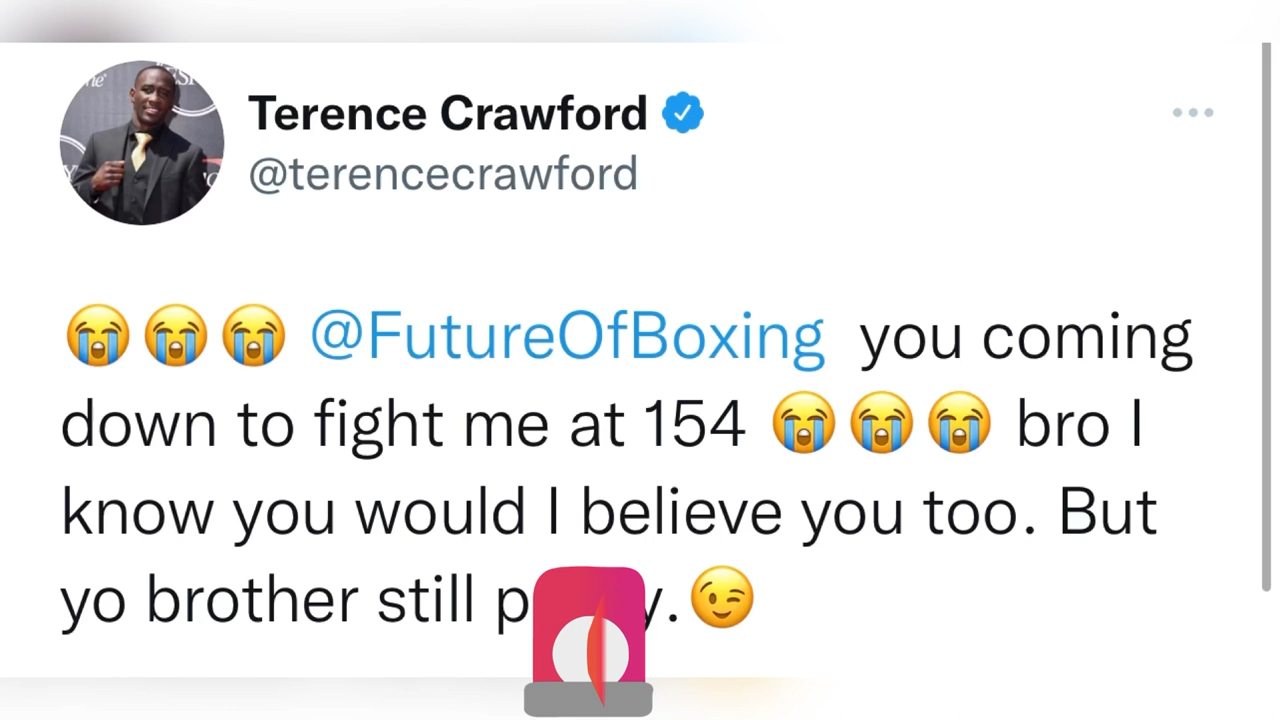 Terence Crawford
@terencecrawford
😭😭😭 @FutureOfBoxing you coming
down to fight me at 154 😭😭😭 bro I
know you would I believe you too. But
yo brother still p y.😉